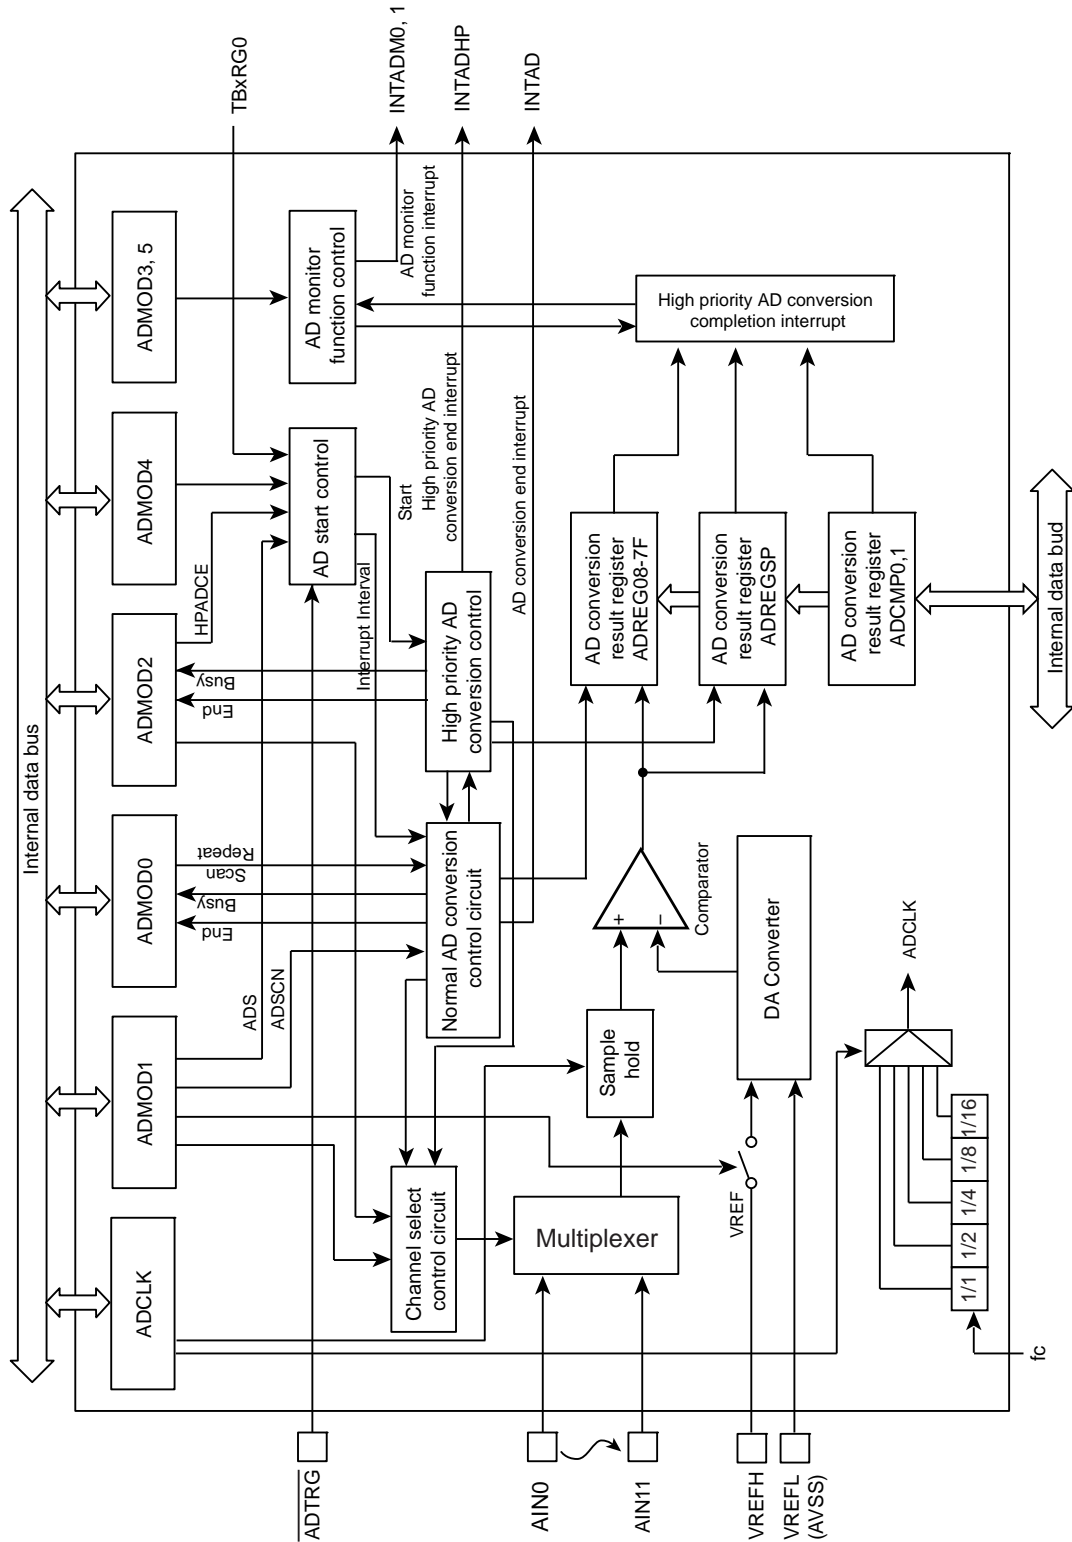 Internal data bus
ADCLK
ADMOD1
ADMOD0
ADMOD2
ADMOD4
ADMOD3, 5
ADS
ADSCN
End
Busy
Scan
Repeat
End
Busy
HPADCE
TBxRG0
ADTRG
AD start control
AD monitor
function control
INTADM0, 1
AD monitor
function interrupt
Interrupt Interval
Start
High priority AD
conversion end interrupt
INTADHP
Channel select
control circuit
Normal AD conversion
control circuit
High priority AD
conversion control
AD conversion end interrupt
INTAD
AIN0
AIN11
Multiplexer
Sample
hold
+
−
Comparator
AD conversion
result register
ADREG08-7F
AD conversion
result register
ADREGSP
AD conversion
result register
ADCMP0,1
High priority AD conversion
completion interrupt
VREFH
VREFL
(AVSS)
VREF
DA Converter
ADCLK
fc
1/1
1/2
1/4
1/8
1/16
Internal data bud